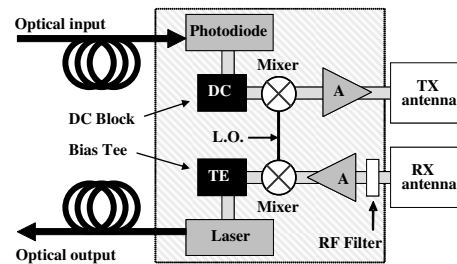 Optical input
Photodiode
Mixer
DC
A
TX
antenna
DC Block
L.O.
Bias Tee
TE
A
RX
antenna
Mixer
Laser
RF Filter
Optical output